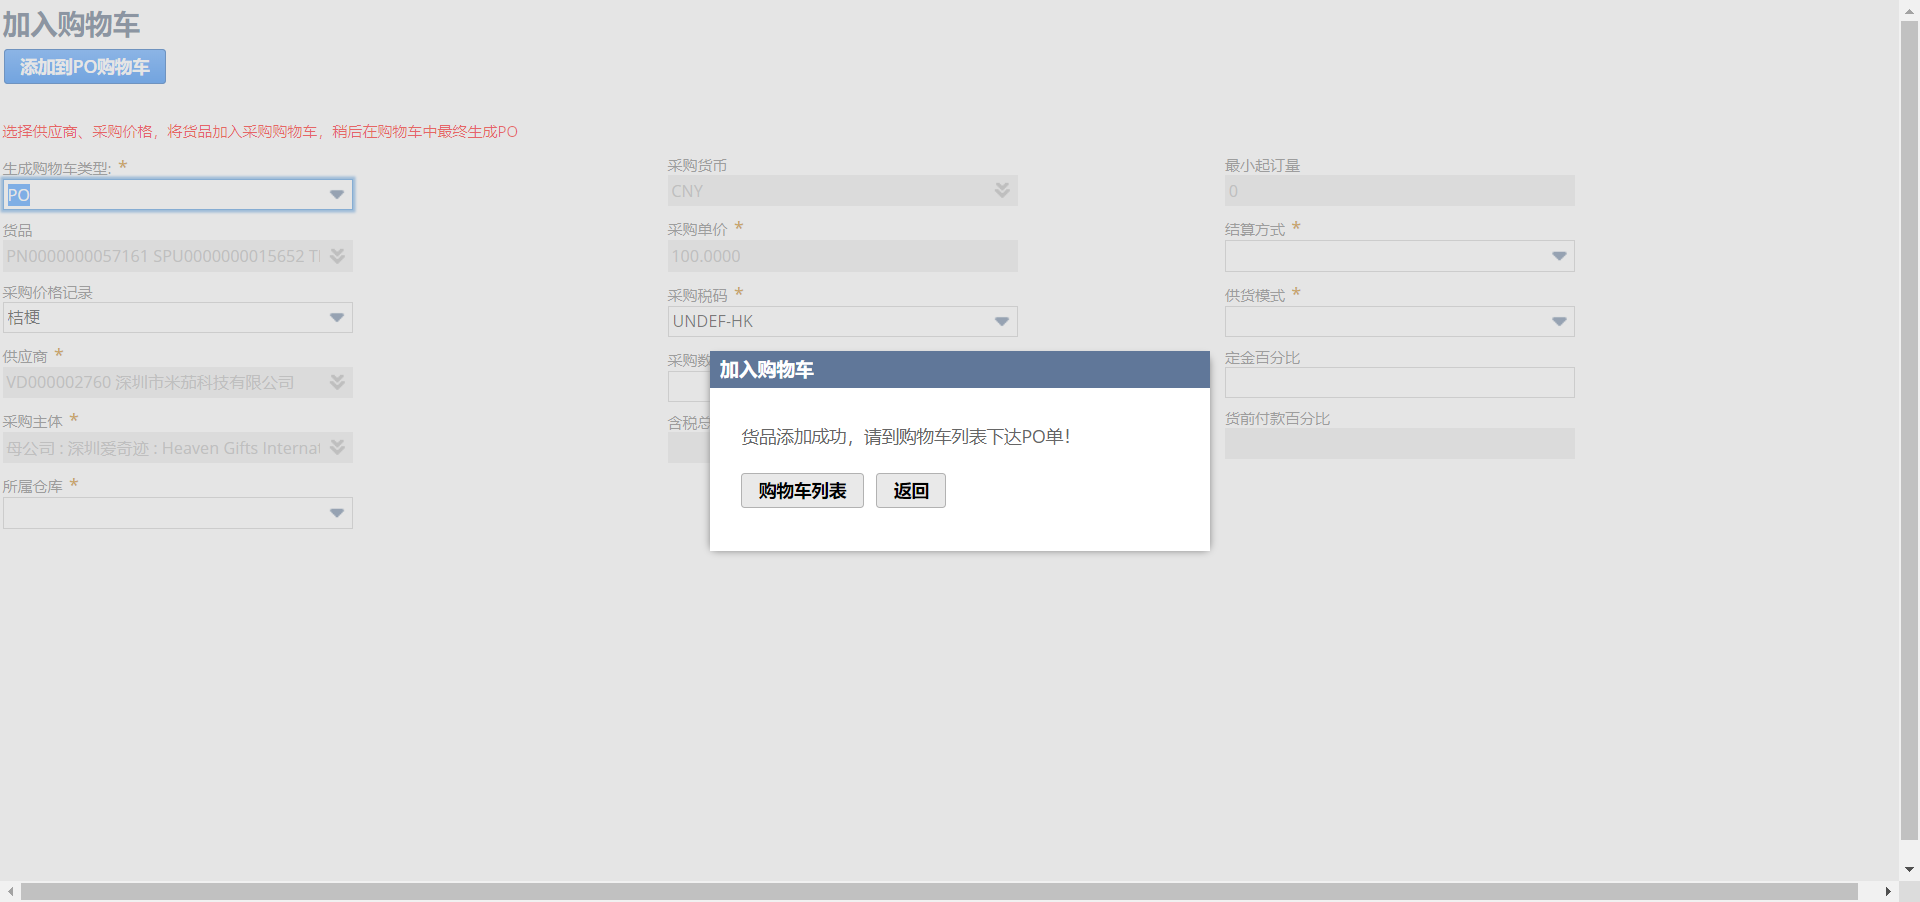 加入购物车
添加到PO购物车
选择供应商、采购价格，将货品加入采购购物车，稍后在购物车中最终生成PO
生成购物车类型: *
PO
货品
PN0000000057161 SPU0000000015652
采购价格记录
桔梗
供应商 *
VD000002760 深圳市米茄科技有限公司
采购主体 *
母公司 : 深圳爱奇迹 : Heaven Gifts
所属仓库 *
采购货币
CNY
采购单价 *
100.0000
采购税码 *
UNDEF-HK
采购数
含税总
最小起订量
0
结算方式 *
供货模式 *
定金百分比
货前付款百分比
加入购物车
货品添加成功，请到购物车列表下达PO单！
购物车列表
返回